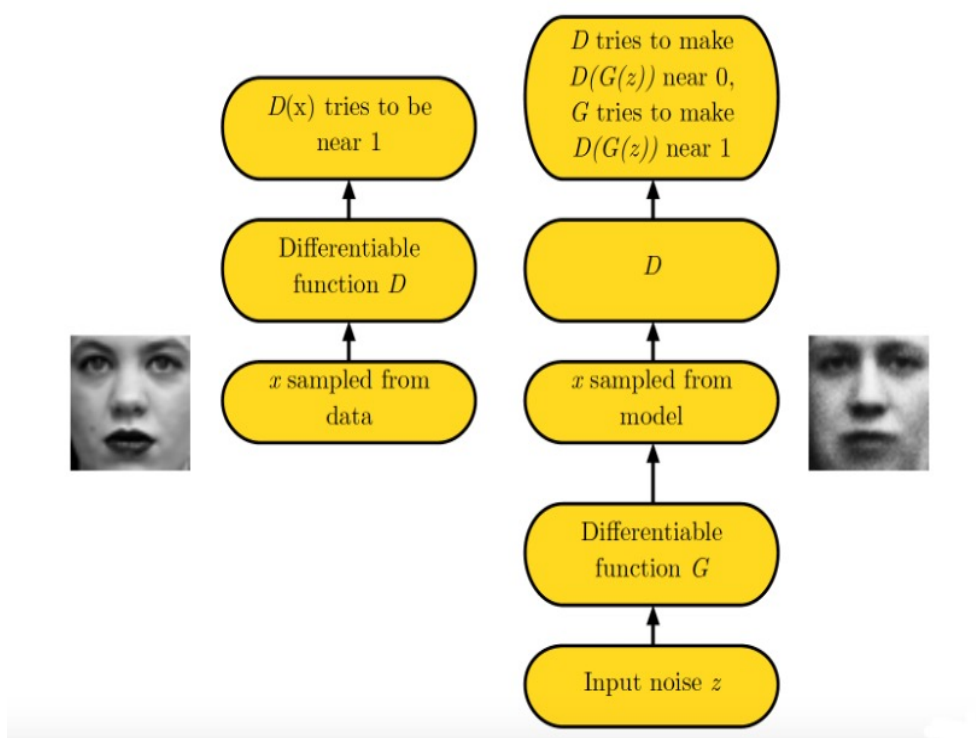 D(x) tries to be
near 1
Differentiable
function D
x sampled from
data
D tries to make
D(G(z)) near 0,
G tries to make
D(G(z)) near 1
D
x sampled from
model
Differentiable
function G
Input noise z